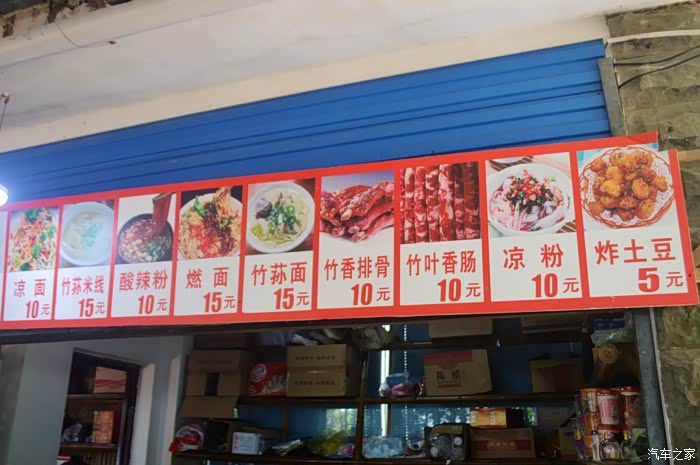 凉面
10元
竹荪米线
15元
酸辣粉
10元
燃面
15元
竹荪面
15元
竹香排骨
10元
竹叶香肠
10元
凉粉
10元
炸土豆
5元
陈醋
汽车之家